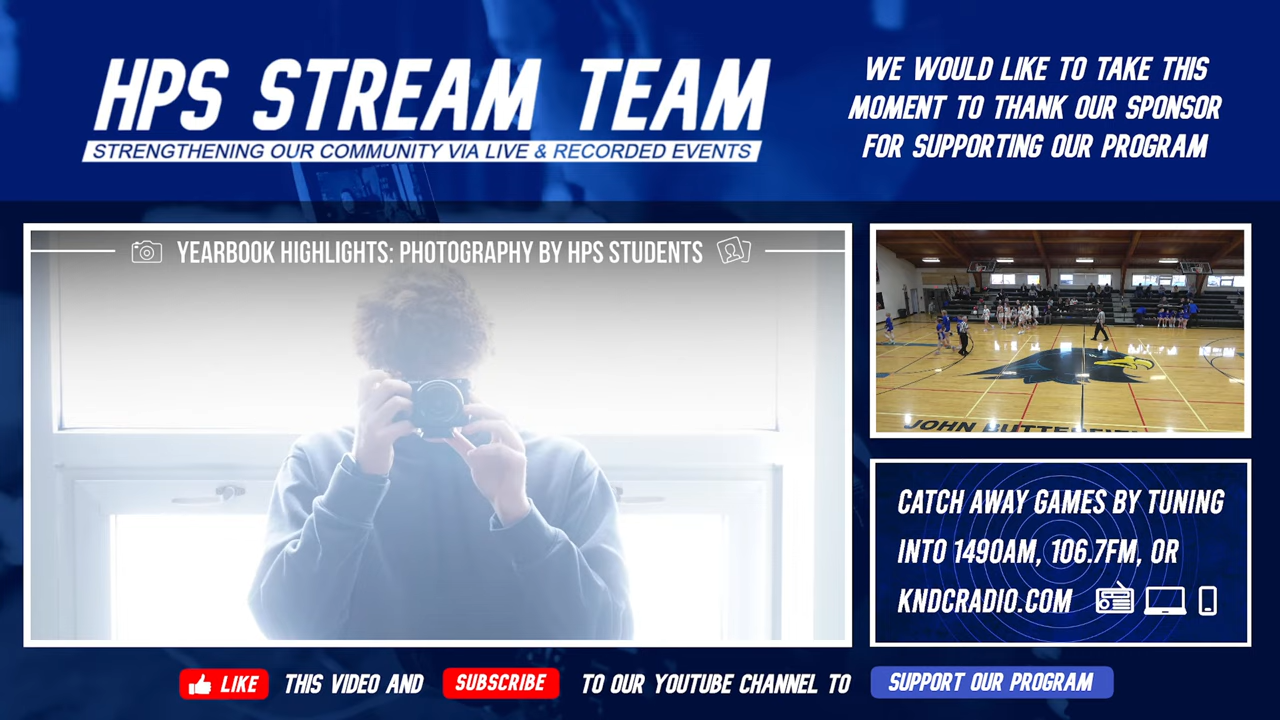 HPS STREAM TEAM
STRENGTHENING OUR COMMUNITY VIA LIVE & RECORDED EVENTS
WE WOULD LIKE TO TAKE THIS
MOMENT TO THANK OUR SPONSOR
FOR SUPPORTING OUR PROGRAM
YEARBOOK HIGHLIGHTS: PHOTOGRAPHY BY HPS STUDENTS
JOHN
CATCH AWAY GAMES BY TUNING
INTO 1490AM, 106.7FM, OR
KNDCRADIO.COM
LIKE THIS VIDEO AND SUBSCRIBE TO OUR YOUTUBE CHANNEL TO SUPPORT OUR PROGRAM